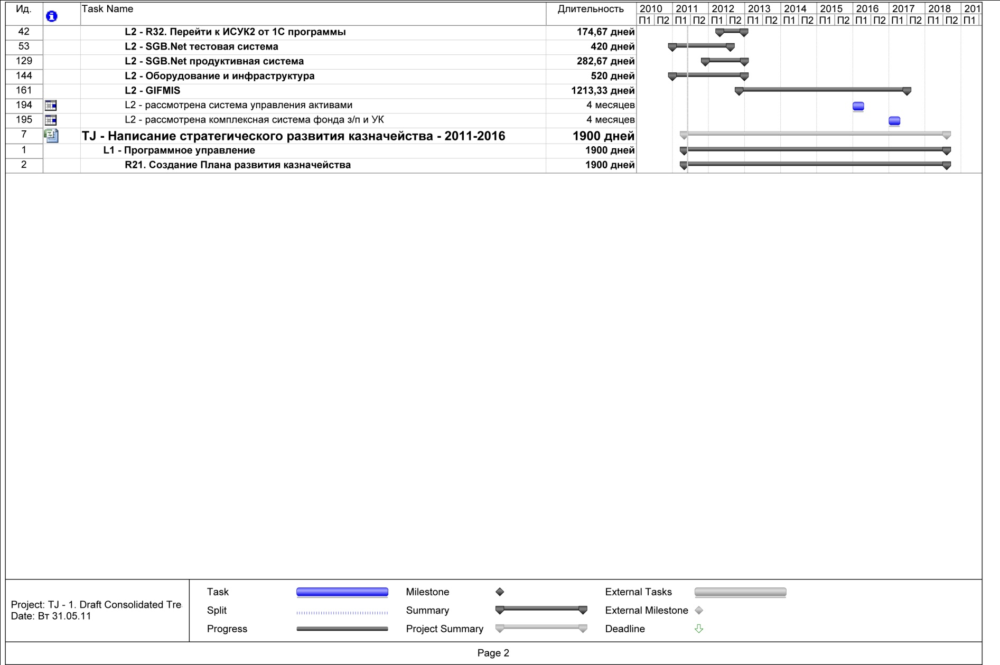 Ид. Task Name Длительность 2010 2011 2012 2013 2014 2015 2016 2017 2018 201
П1 П2 П1 П2 П1 П2 П1 П2 П1 П2 П1 П2 П1 П2 П1 П2 П1 П2 П1
42 L2 - R32. Перейти к ИСУК2 от 1С программы 174,67 дней
53 L2 - SGB.Net тестовая система 420 дней
129 L2 - SGB.Net продуктивная система 282,67 дней
144 L2 - Оборудование и инфраструктура 520 дней
161 L2 - GIFMIS 1213,33 дней
194 L2 - рассмотрена система управления активами 4 месяцев
195 L2 - рассмотрена комплексная система фонда з/п и УК 4 месяцев
7 TJ - Написание стратегического развития казначейства - 2011-2016 1900 дней
1 L1 - Программное управление 1900 дней
2 R21. Создание Плана развития казначейства 1900 дней
Project: TJ - 1. Draft Consolidated Tre
Date: Вт 31.05.11
Task Milestone External Tasks
Split Summary External Milestone
Progress Project Summary Deadline
Page 2